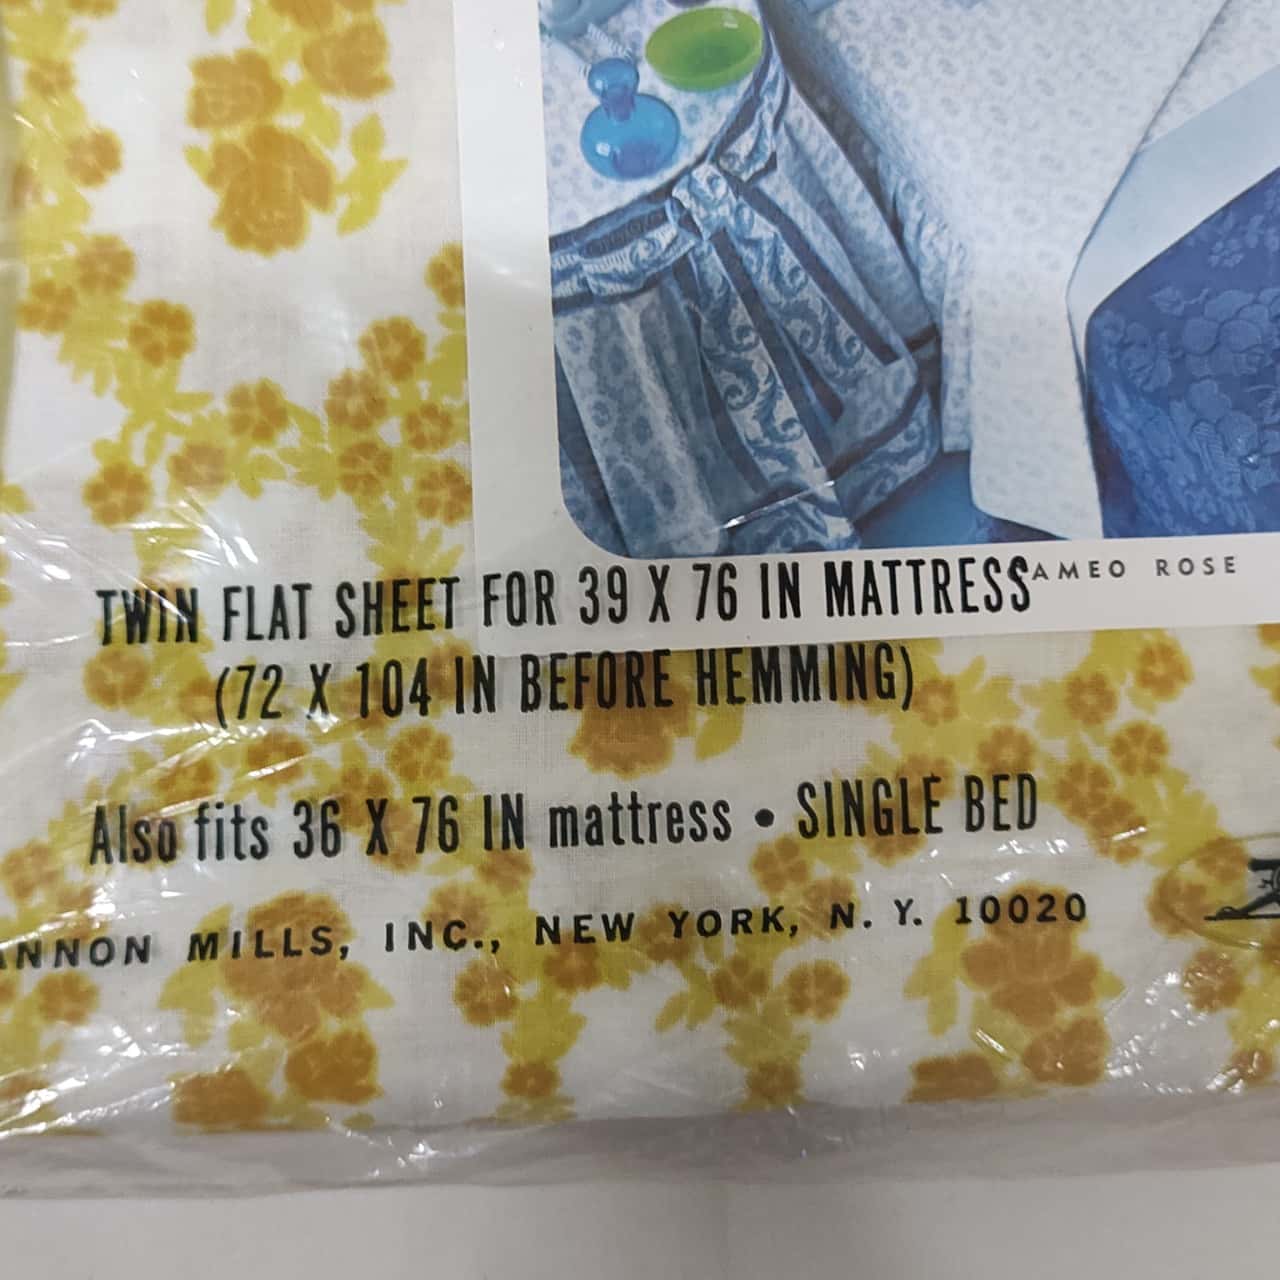 AMEO ROSE
TWIN FLAT SHEET FOR 39 X 76 IN MATTRESS
(72 X 104 IN BEFORE HEMMING)
Also fits 36 X 76 IN mattress • SINGLE BED
ANNON MILLS, INC., NEW YORK, N. Y. 10020